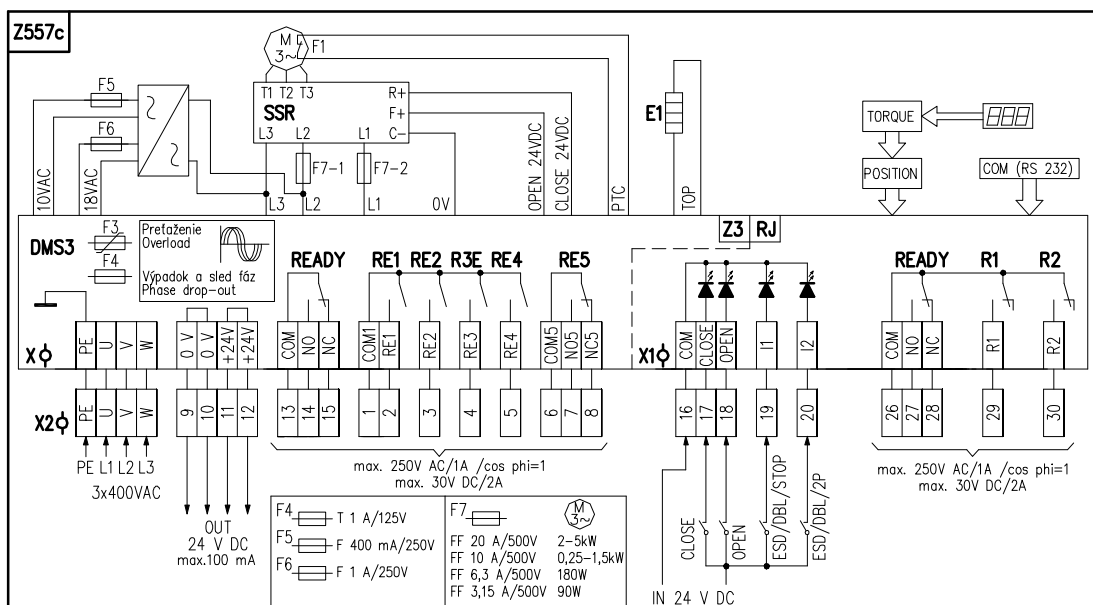 Z557c
M
3~
F1
F5
T1 T2 T3
R+
SSR
F+
E1
F6
C-
TORQUE
L3 L2 L1
POSITION
COM (RS 232)
F7-1
F7-2
10VAC
18VAC
OPEN 24VDC
CLOSE 24VDC
PTC
TOP
L3 L2 L1 0V
DMS3
F3
F4
Preťaženie
Overload
Výpadok a sled fáz
Phase drop-out
Z3 RJ
READY RE1 RE2 R3E RE4 RE5
READY R1 R2
X
PE U V W
0 V 0 V +24V +24V
COM NO NC
COM1 RE1 RE2 RE3 RE4
COM5 NO5 NC5
X1
COM CLOSE OPEN I1 I2
COM NO NC R1 R2
X2
PE U V W
9 10 11 12
13 14 15
1 2 3 4 5
6 7 8
16 17 18 19 20
26 27 28 29 30
PE L1 L2 L3
3x400VAC
max. 250V AC/1A /cos phi=1
max. 30V DC/2A
max. 250V AC/1A /cos phi=1
max. 30V DC/2A
OUT
24 V DC
max.100 mA
F4 T 1 A/125V
F5 F 400 mA/250V
F6 F 1 A/250V
F7
M
3~
FF 20 A/500V 2-5kW
FF 10 A/500V 0,25-1,5kW
FF 6,3 A/500V 180W
FF 3,15 A/500V 90W
CLOSE
OPEN
ESD/DBL/STOP
ESD/DBL/2P
IN 24 V DC